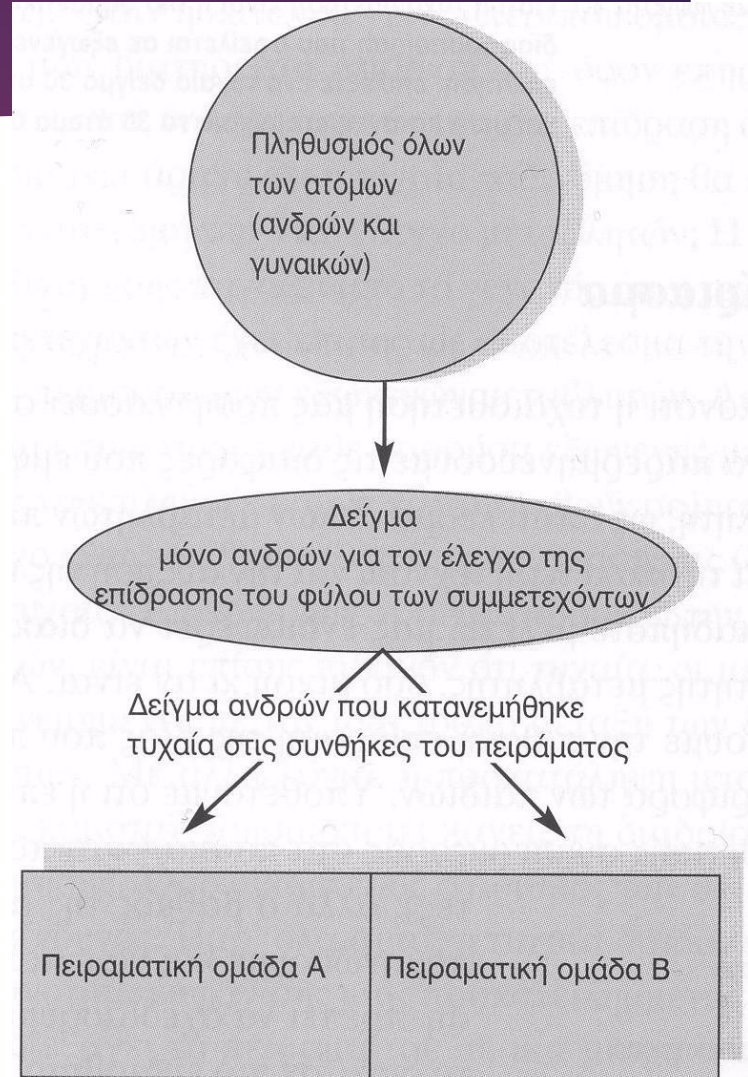 Πληθυσμός όλων
των ατόμων
(ανδρών και
γυναικών)
Δείγμα
μόνο ανδρών για τον έλεγχο της
επίδρασης του φύλου των συμμετεχόντων
Δείγμα ανδρών που κατανεμήθηκε
τυχαία στις συνθήκες του πειράματος
Πειραματική ομάδα Α
Πειραματική ομάδα Β